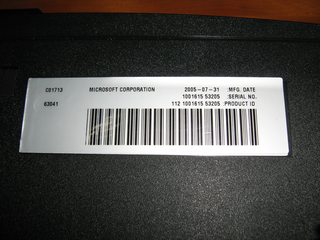 C01713 MICROSOFT CORPORATION 2005-07-31 :MFG. DATE
1001615 53205 :SERIAL NO.
63041 112 1001615 53205 :PRODUCT ID